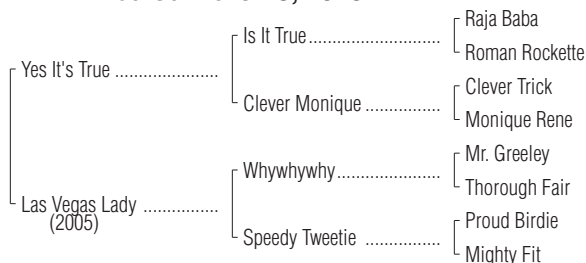 Raja Baba
Is It True
Roman Rockette
Yes It's True
Clever Trick
Clever Monique
Monique Rene
Mr. Greeley
Whywhywhy
Thorough Fair
Las Vegas Lady
(2005)
Proud Birdie
Speedy Tweetie
Mighty Fit